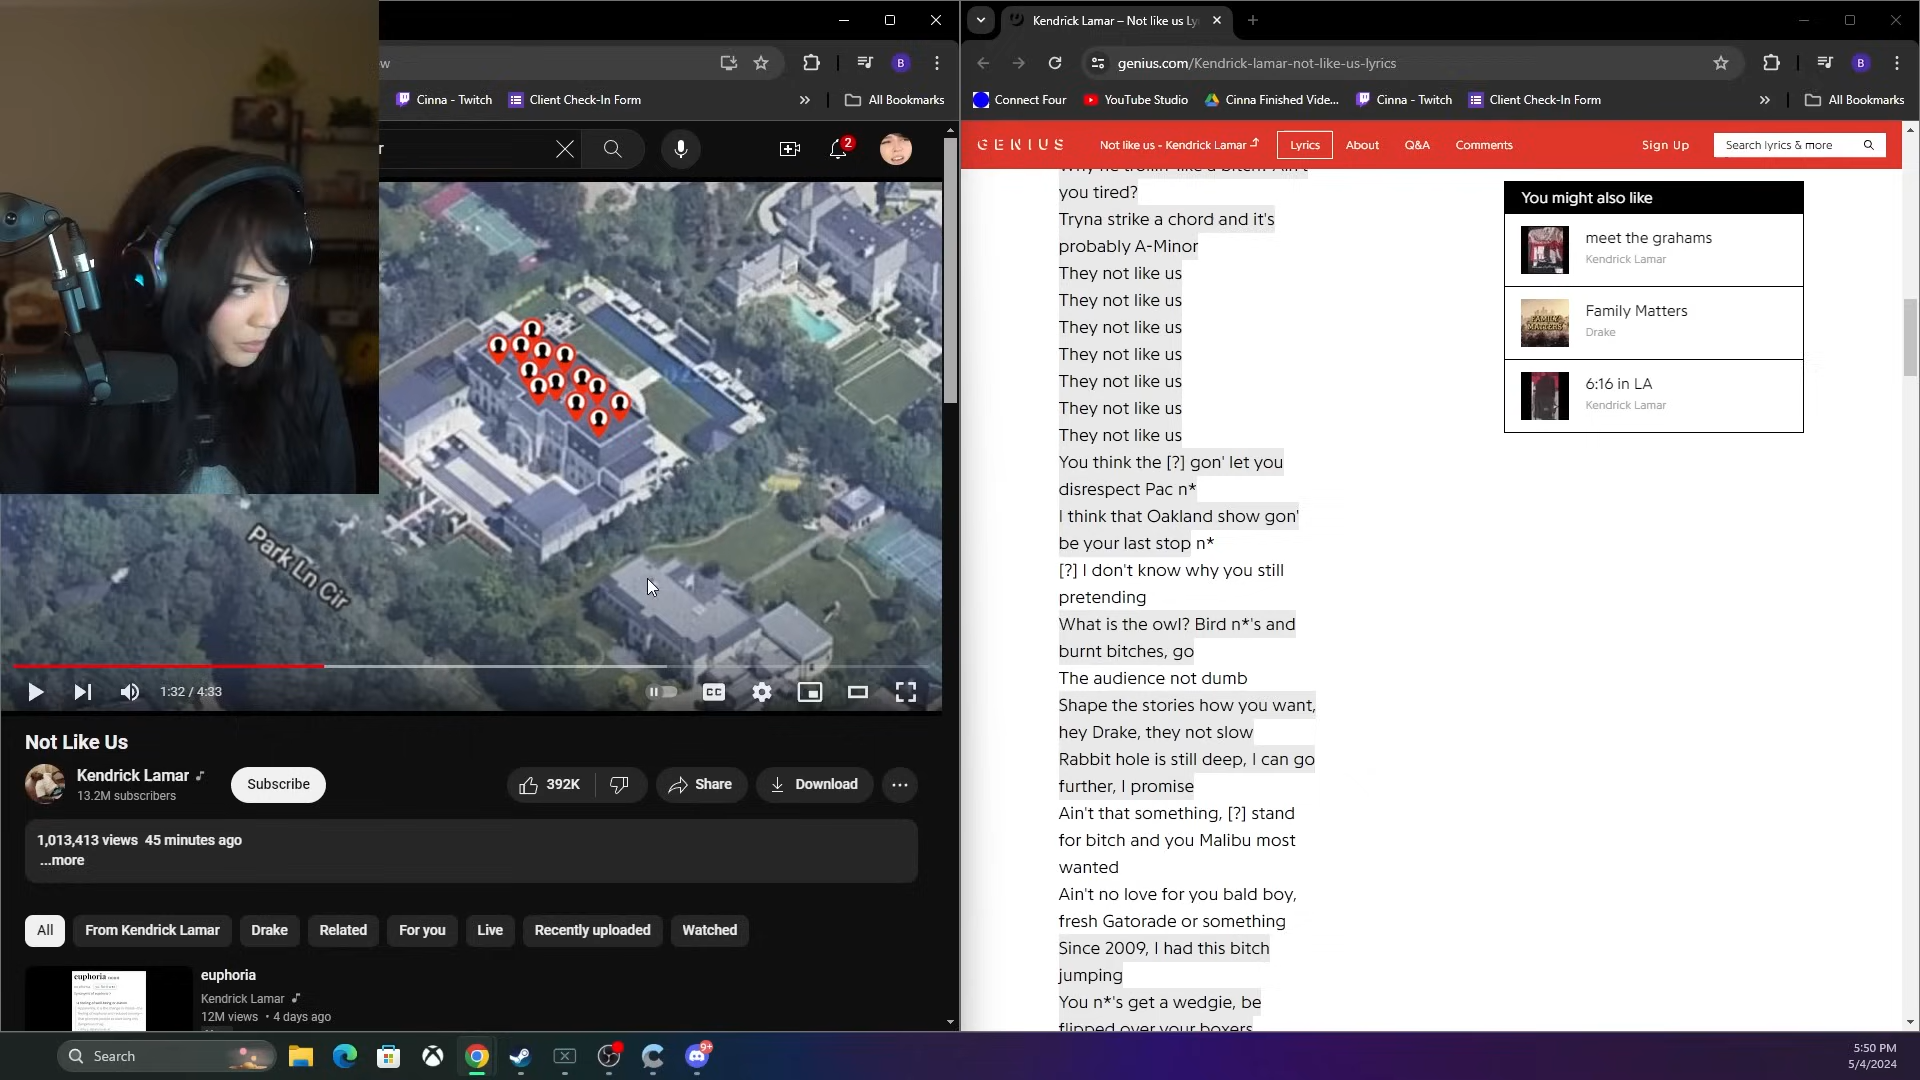 Kendrick Lamar – Not like us Ly
w
genius.com/Kendrick-lamar-not-like-us-lyrics
B
B
Cinna - Twitch
Client Check-In Form
»
All Bookmarks
Connect Four
YouTube Studio
Cinna Finished Vide...
Cinna - Twitch
Client Check-In Form
»
All Bookmarks
r
2
GENIUS
Not like us - Kendrick Lamar
Lyrics
About
Q&A
Comments
Sign Up
Search lyrics & more
Park Ln Cir
1:32 / 4:33
CC
Not Like Us
Kendrick Lamar
13.2M subscribers
Subscribe
392K
Share
Download
1,013,413 views 45 minutes ago
...more
All
From Kendrick Lamar
Drake
Related
For you
Live
Recently uploaded
Watched
euphoria
euphoria
Kendrick Lamar
12M views • 4 days ago
you tired?
Tryna strike a chord and it's
probably A-Minor
They not like us
They not like us
They not like us
They not like us
They not like us
They not like us
They not like us
You think the [?] gon' let you
disrespect Pac n*
I think that Oakland show gon'
be your last stop n*
[?] I don't know why you still
pretending
What is the owl? Bird n*'s and
burnt bitches, go
The audience not dumb
Shape the stories how you want,
hey Drake, they not slow
Rabbit hole is still deep, I can go
further, I promise
Ain't that something, [?] stand
for bitch and you Malibu most
wanted
Ain't no love for you bald boy,
fresh Gatorade or something
Since 2009, I had this bitch
jumping
You n*'s get a wedgie, be
flipped over your boxers
You might also like
meet the grahams
Kendrick Lamar
FAMILY MATTERS
Family Matters
Drake
6:16 in LA
Kendrick Lamar
Search
9+
5:50 PM
5/4/2024